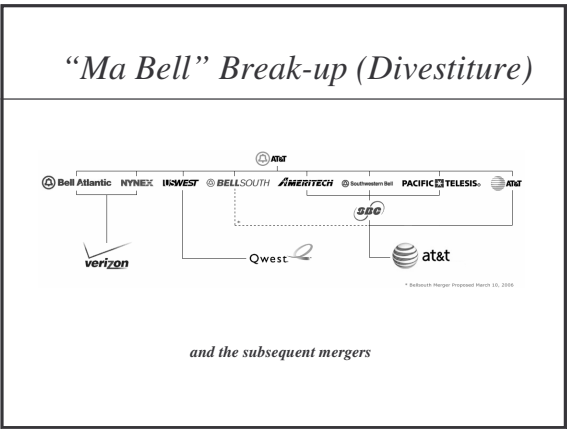 “Ma Bell” Break-up (Divestiture)
AT&T
Bell Atlantic NYNEX USWEST BELLSOUTH AMERITECH Southwestern Bell PACIFIC TELESIS AT&T
*
SBC
verizon Qwest at&t
* Bellsouth Merger Proposed March 10, 2006
and the subsequent mergers